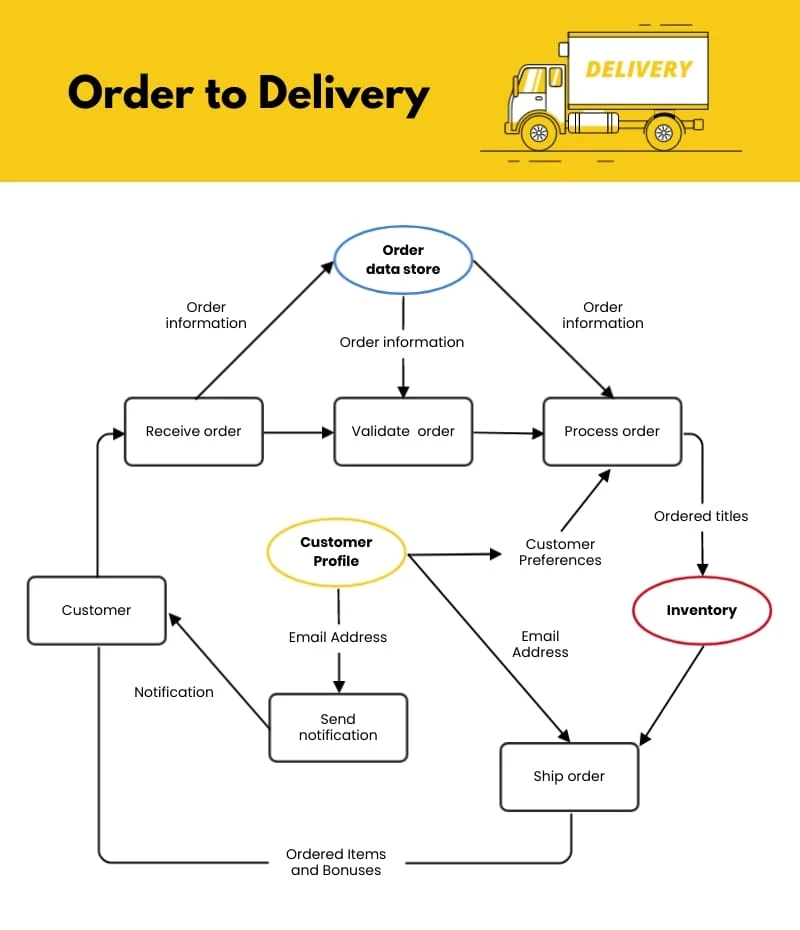 Order to Delivery
DELIVERY
Order
data store
Order
information
Order
information
Order information
Receive order
Validate order
Process order
Ordered titles
Customer
Profile
Customer
Preferences
Customer
Inventory
Email Address
Email
Address
Notification
Send
notification
Ship order
Ordered Items
and Bonuses